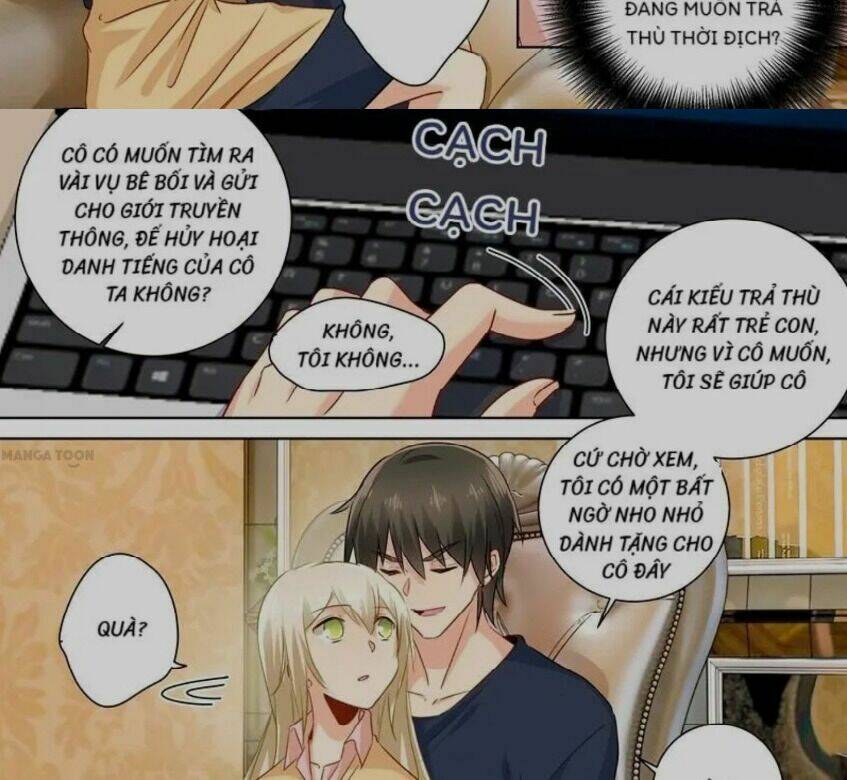 ĐANG MUỐN TRẢ
THÙ THỜI ĐỊCH?
CÔ CÓ MUỐN TÌM RA
VÀI VỤ BÊ BỐI VÀ GỬI
CHO GIỚI TRUYỀN
THÔNG, ĐỂ HỦY HOẠI
DANH TIẾNG CỦA CÔ
TA KHÔNG?
CẠCH
CẠCH
KHÔNG,
TÔI KHÔNG...
CÁI KIỂU TRẢ THÙ
NÀY RẤT TRẺ CON,
NHƯNG VÌ CÔ MUỐN,
TÔI SẼ GIÚP CÔ
MANGA TOON
CỨ CHỜ XEM,
TÔI CÓ MỘT BẤT
NGỜ NHO NHỎ
DÀNH TẶNG CHO
CÔ ĐÂY
QUÀ?